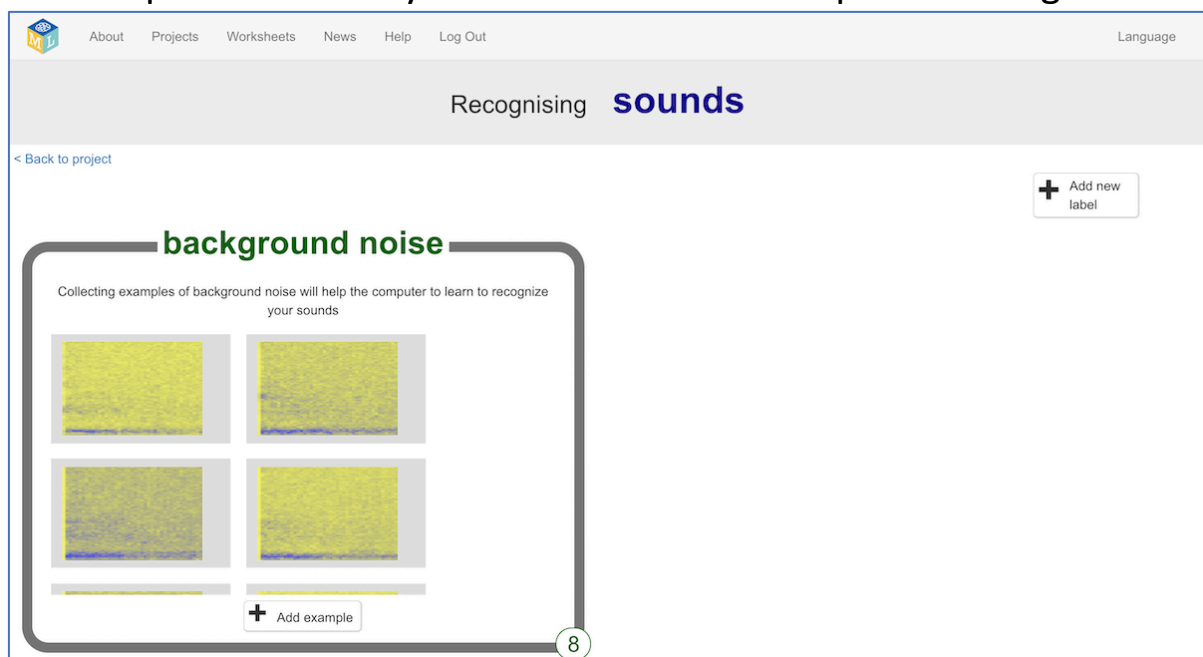 About Projects Worksheets News Help Log Out Language
Recognising sounds
< Back to project
Add new
label
background noise
Collecting examples of background noise will help the computer to learn to recognize
your sounds
Add example
8